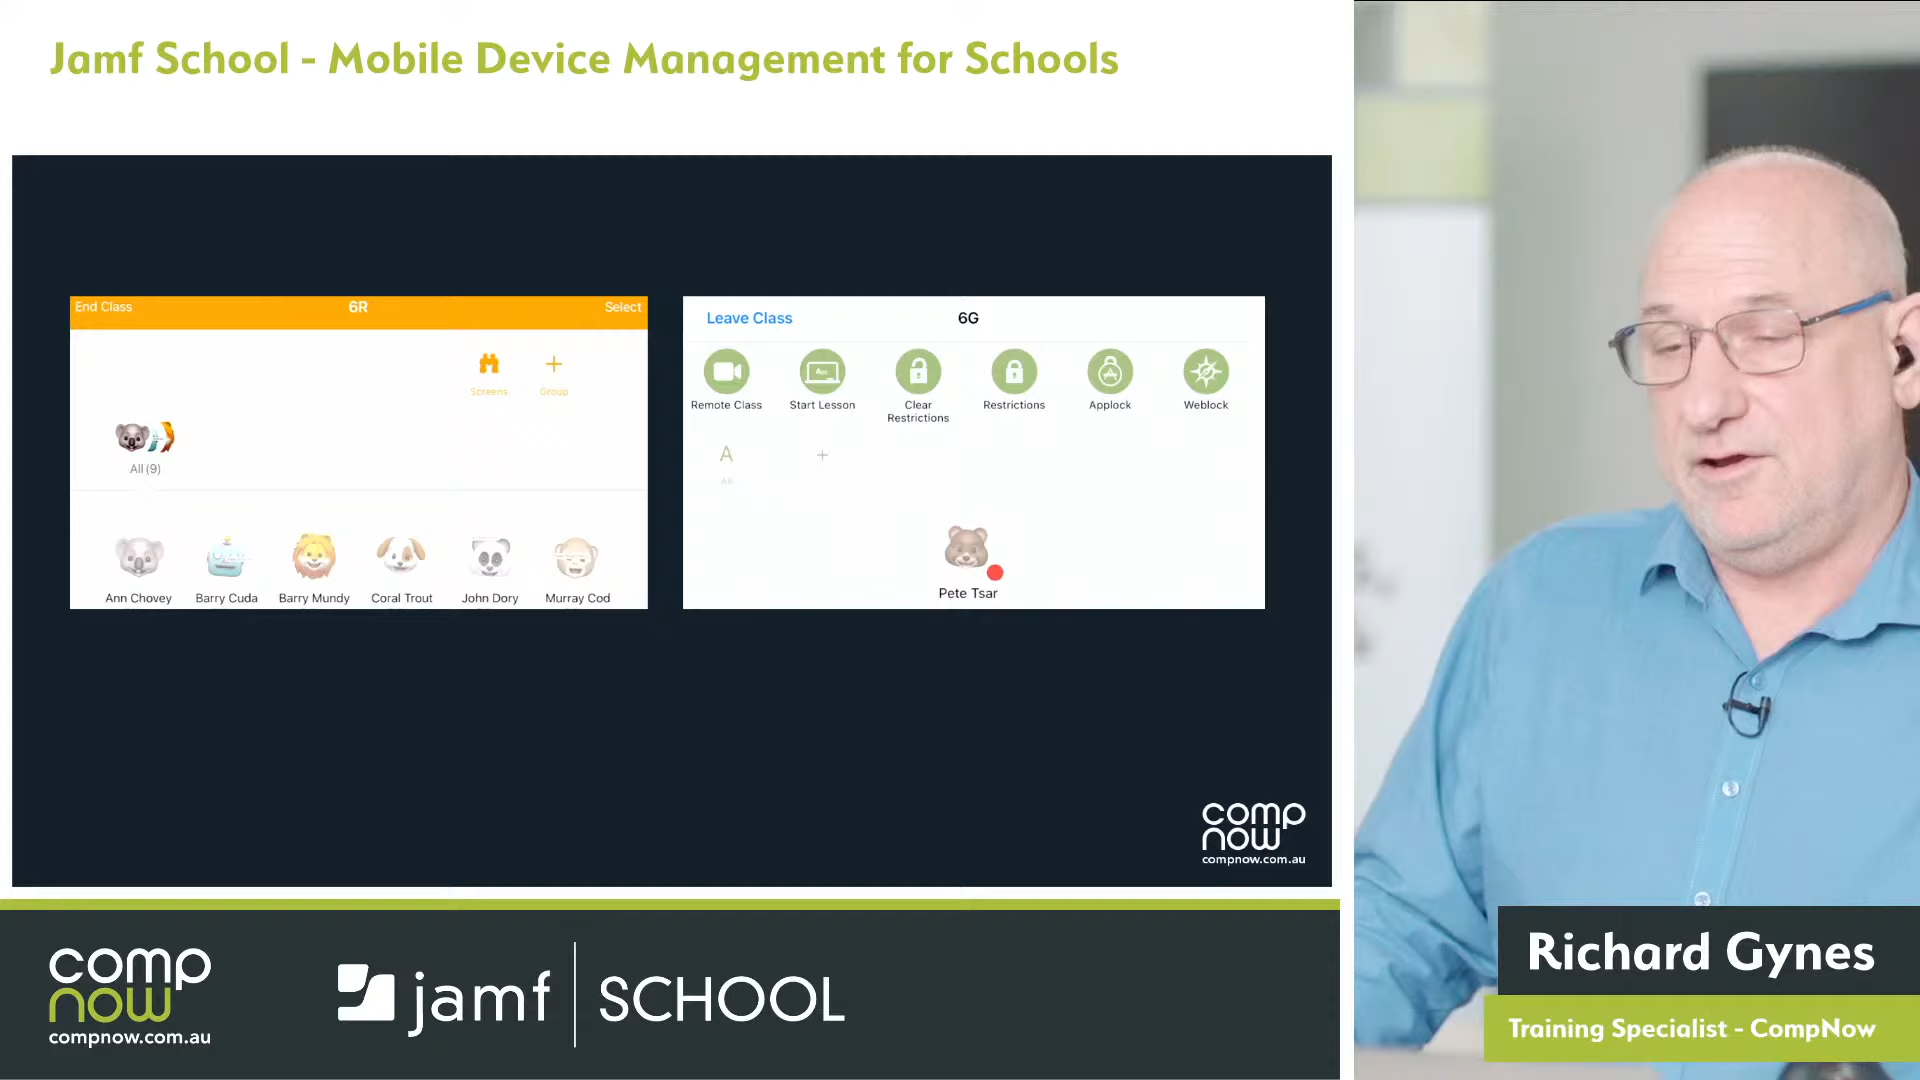 Jamf School - Mobile Device Management for Schools
End Class 6R Select
Screens Group
All (9)
Ann Chovey Barry Cuda Barry Mundy Coral Trout John Dory Murray Cod
Leave Class 6G
Remote Class Start Lesson Clear Restrictions Restrictions Applock Weblock
A +
All
Pete Tsar
comp
now
compnow.com.au
comp
now
compnow.com.au
jamf SCHOOL
Richard Gynes
Training Specialist - CompNow